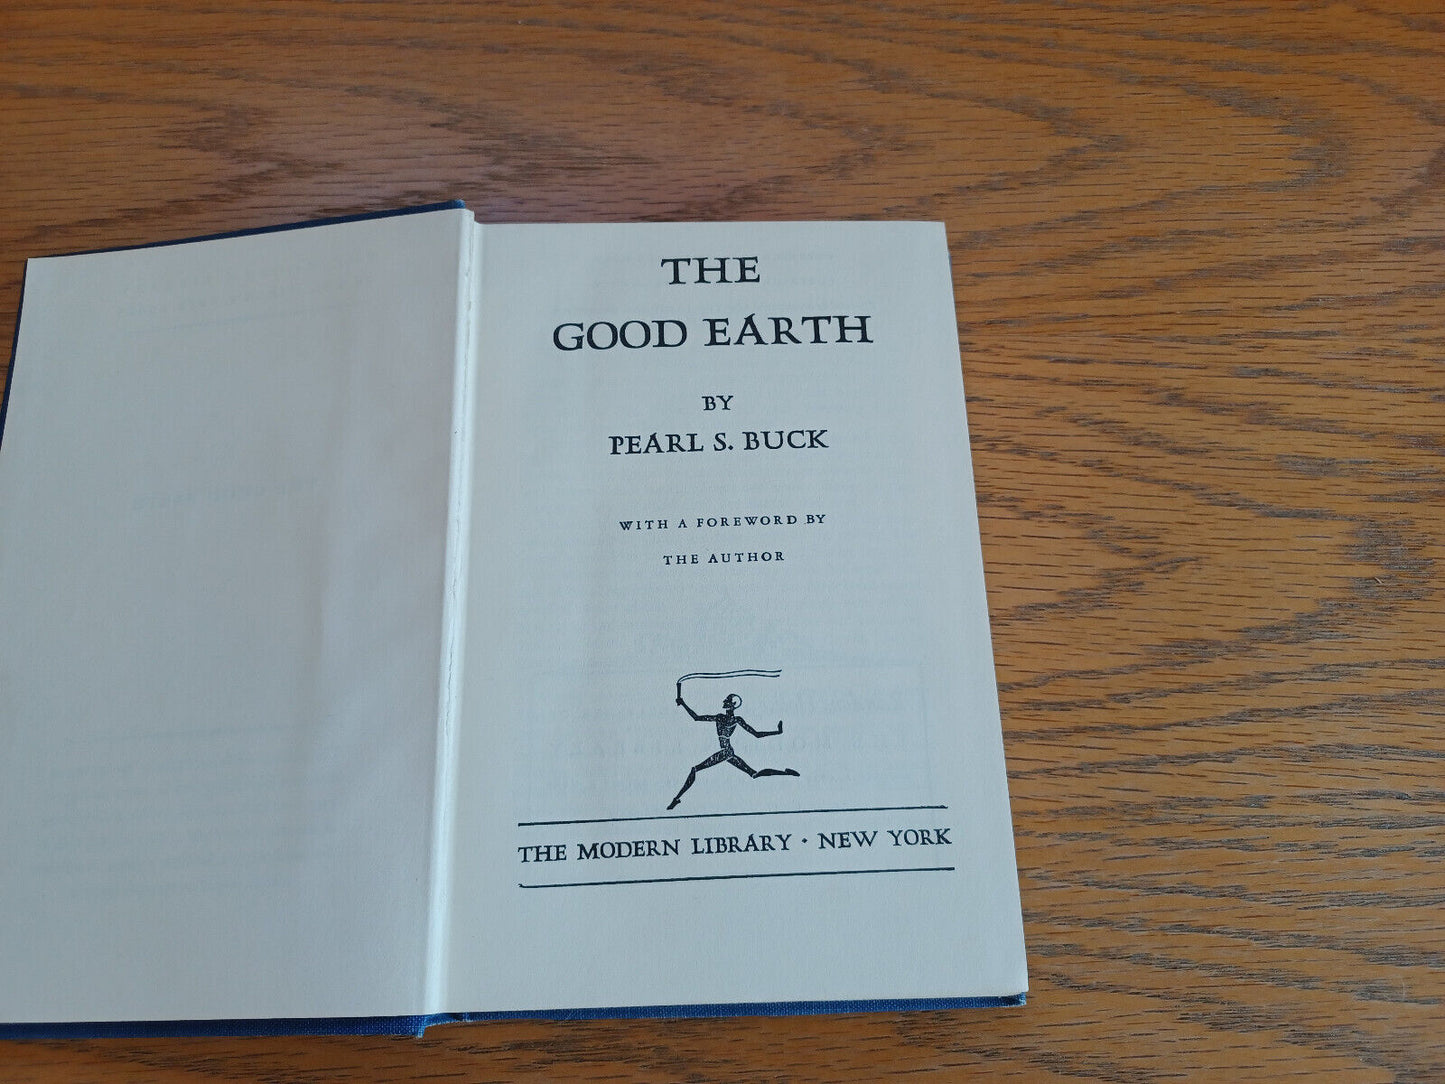 THE
GOOD EARTH
BY
PEARL S. BUCK
WITH A FOREWORD BY
THE AUTHOR
THE MODERN LIBRARY · NEW YORK